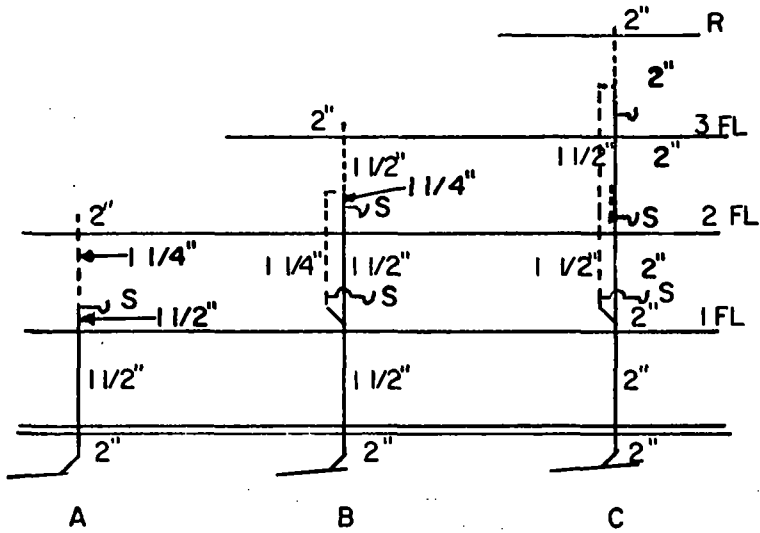 2" R
2"
2" 3 FL
1 1/2" 1 1/2" 2"
1 1/4"
S S
2" 2 FL
1 1/4" 1 1/4" 1 1/2" 1 1/2" 2"
S S S
1 1/2" 2" 1 FL
1 1/2" 1 1/2" 2"
2" 2" 2"
A B C